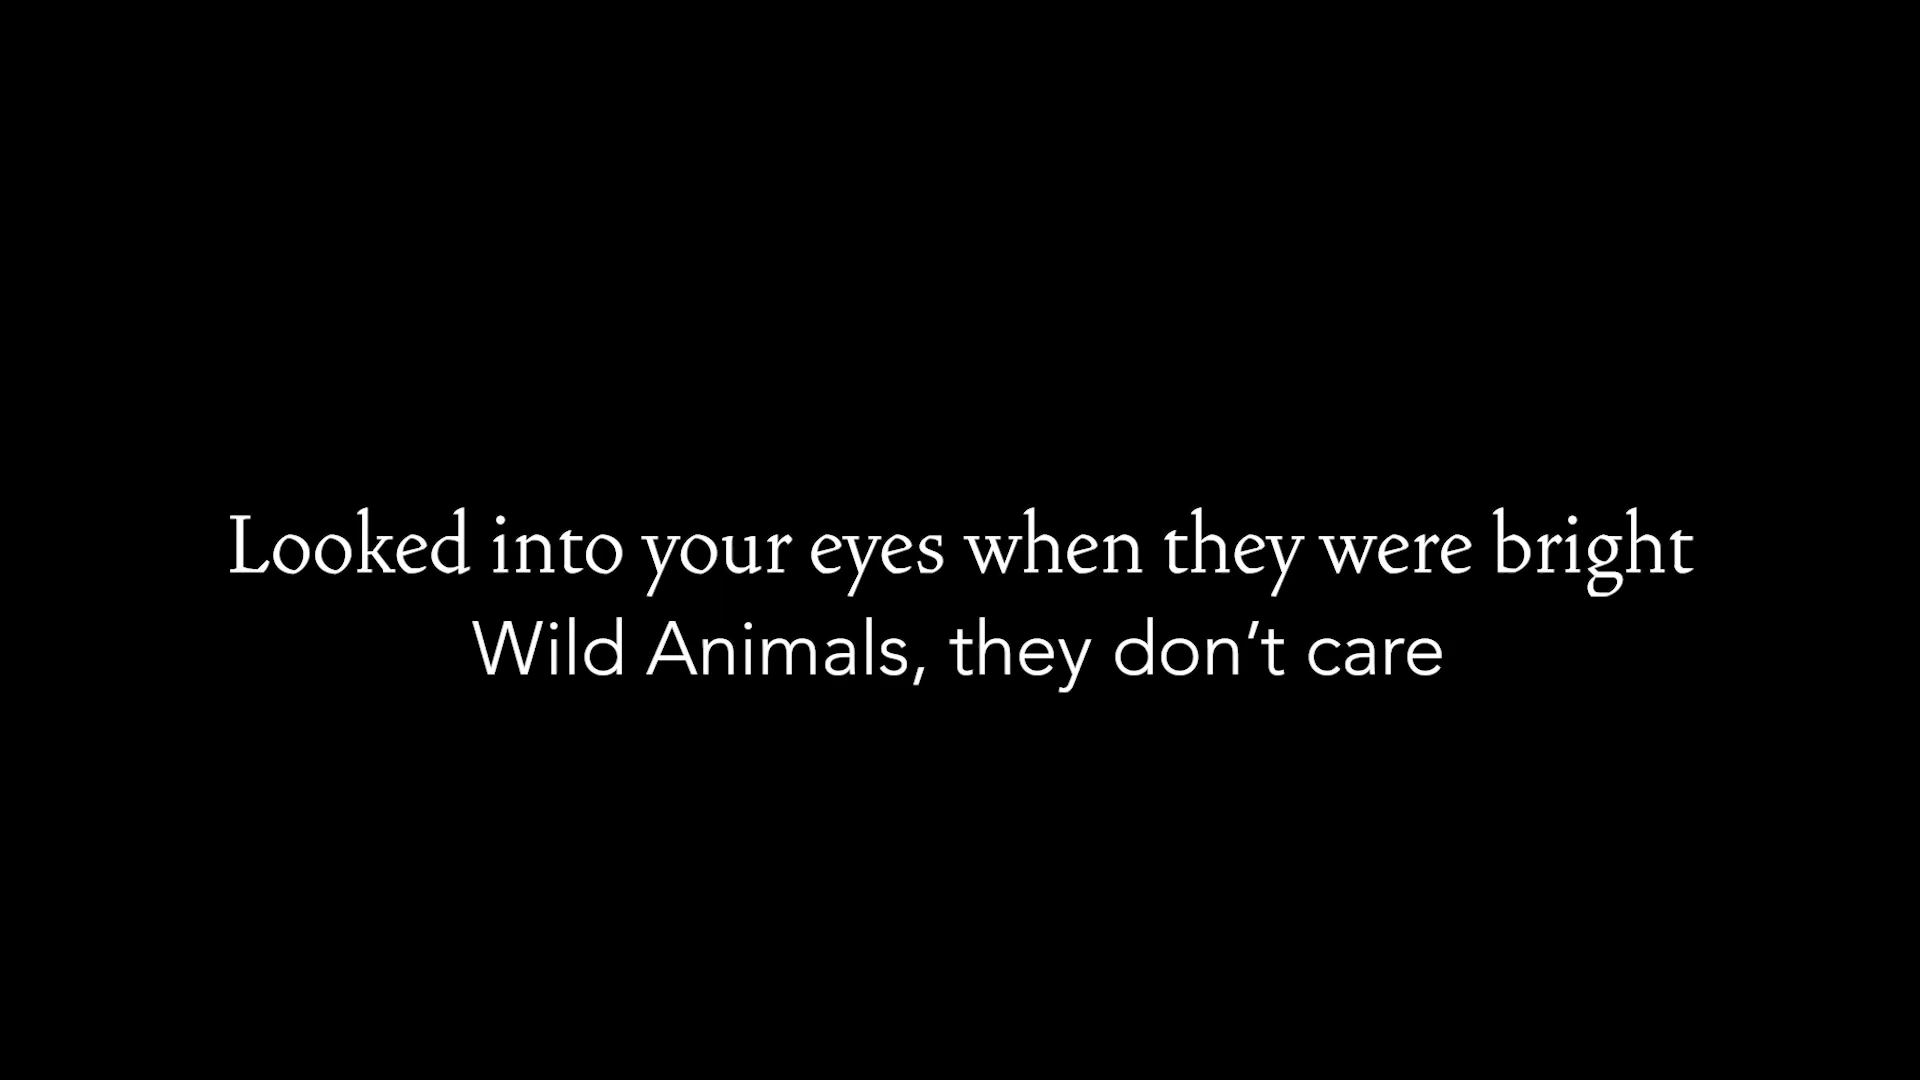 Looked into your eyes when they were bright
Wild Animals, they don’t care